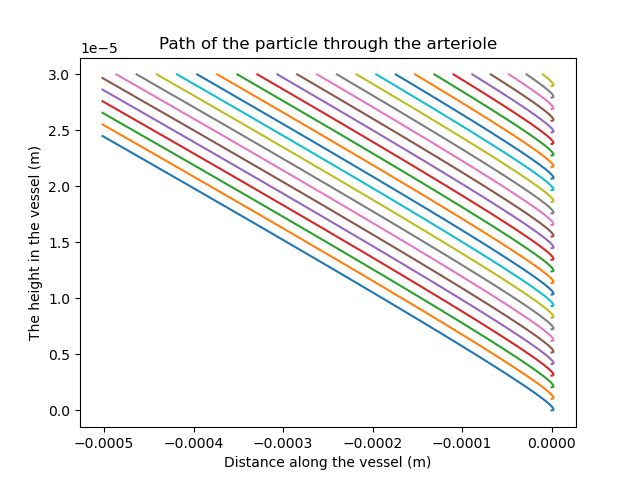 Path of the particle through the arteriole
1e−5
3.0
2.5
2.0
1.5
1.0
0.5
0.0
The height in the vessel (m)
−0.0005 −0.0004 −0.0003 −0.0002 −0.0001 0.0000
Distance along the vessel (m)